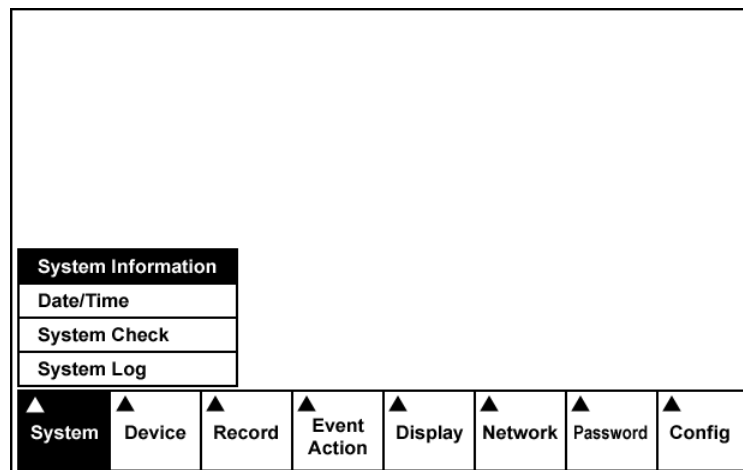 System Information
Date/Time
System Check
System Log
System
Device
Record
Event
Action
Display
Network
Password
Config